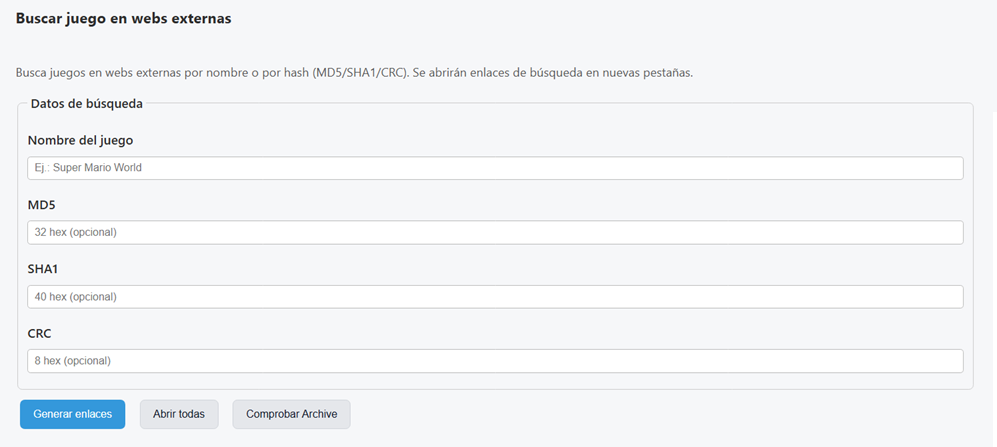 Buscar juego en webs externas
Busca juegos en webs externas por nombre o por hash (MD5/SHA1/CRC). Se abrirán enlaces de búsqueda en nuevas pestañas.
Datos de búsqueda
Nombre del juego
Ej.: Super Mario World
MD5
32 hex (opcional)
SHA1
40 hex (opcional)
CRC
8 hex (opcional)
Generar enlaces Abrir todas Comprobar Archive